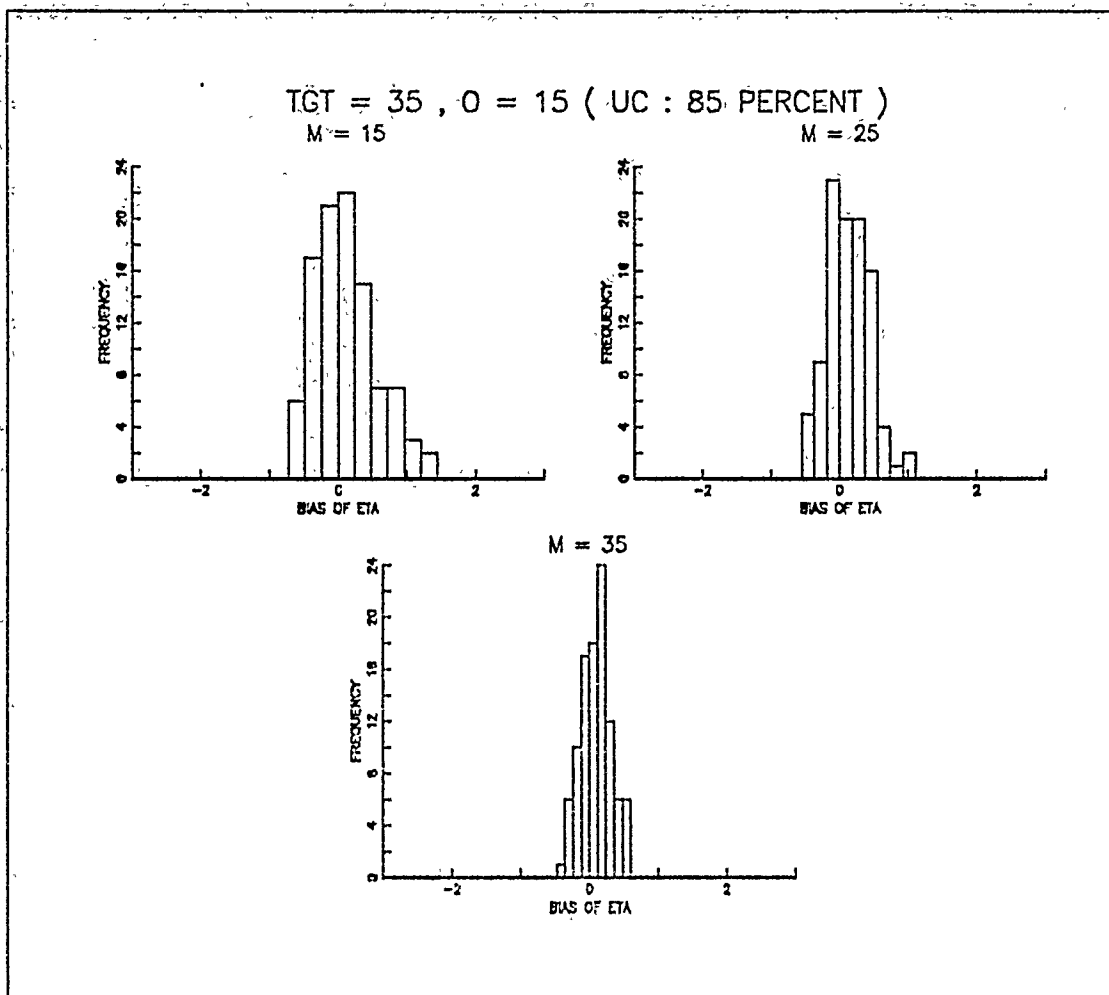 TGT = 35 , O = 15 ( UC : 85 PERCENT )
M = 15
24
20
16
12
8
4
0
FREQUENCY
-2 0 2
BIAS OF ETA
M = 25
24
20
16
12
8
4
0
FREQUENCY
-2 0 2
BIAS OF ETA
M = 35
24
20
16
12
8
4
0
FREQUENCY
-2 0 2
BIAS OF ETA